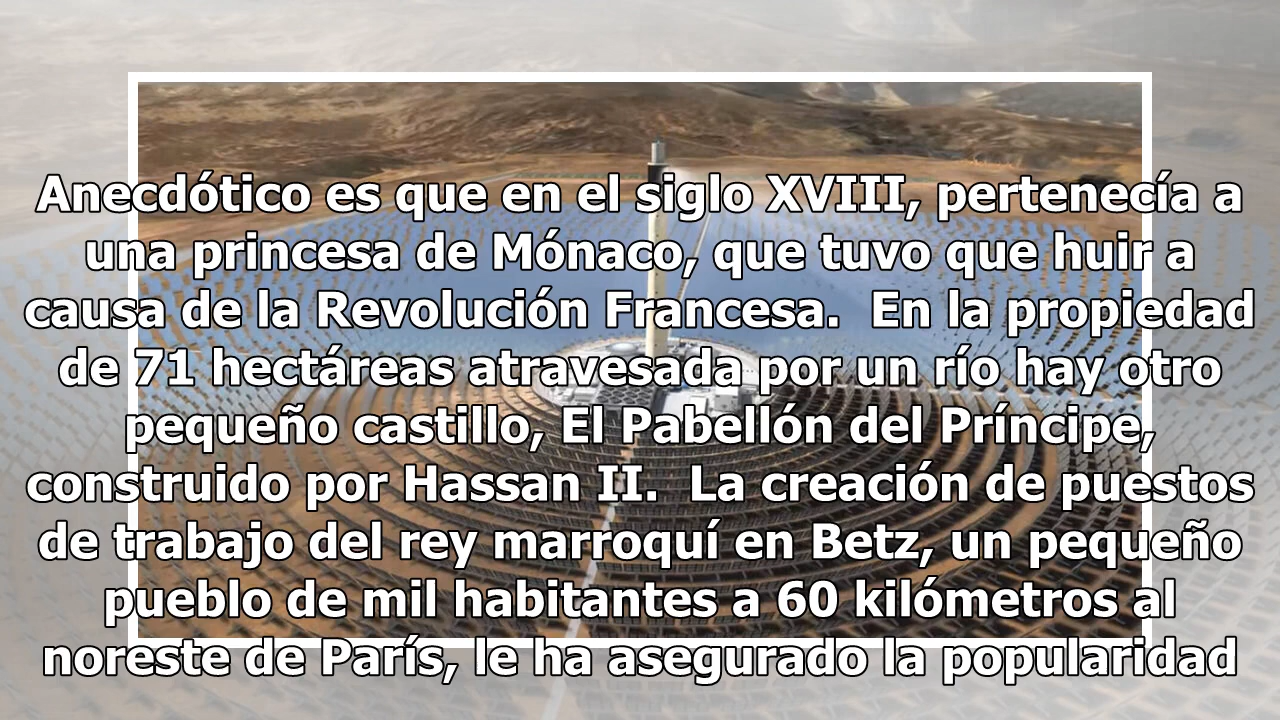 Anecdótico es que en el siglo XVIII, pertenecía a
una princesa de Mónaco, que tuvo que huir a
causa de la Revolución Francesa.  En la propiedad
de 71 hectáreas atravesada por un río hay otro
pequeño castillo, El Pabellón del Príncipe,
construido por Hassan II.  La creación de puestos
de trabajo del rey marroquí en Betz, un pequeño
pueblo de mil habitantes a 60 kilómetros al
noreste de París, le ha asegurado la popularidad